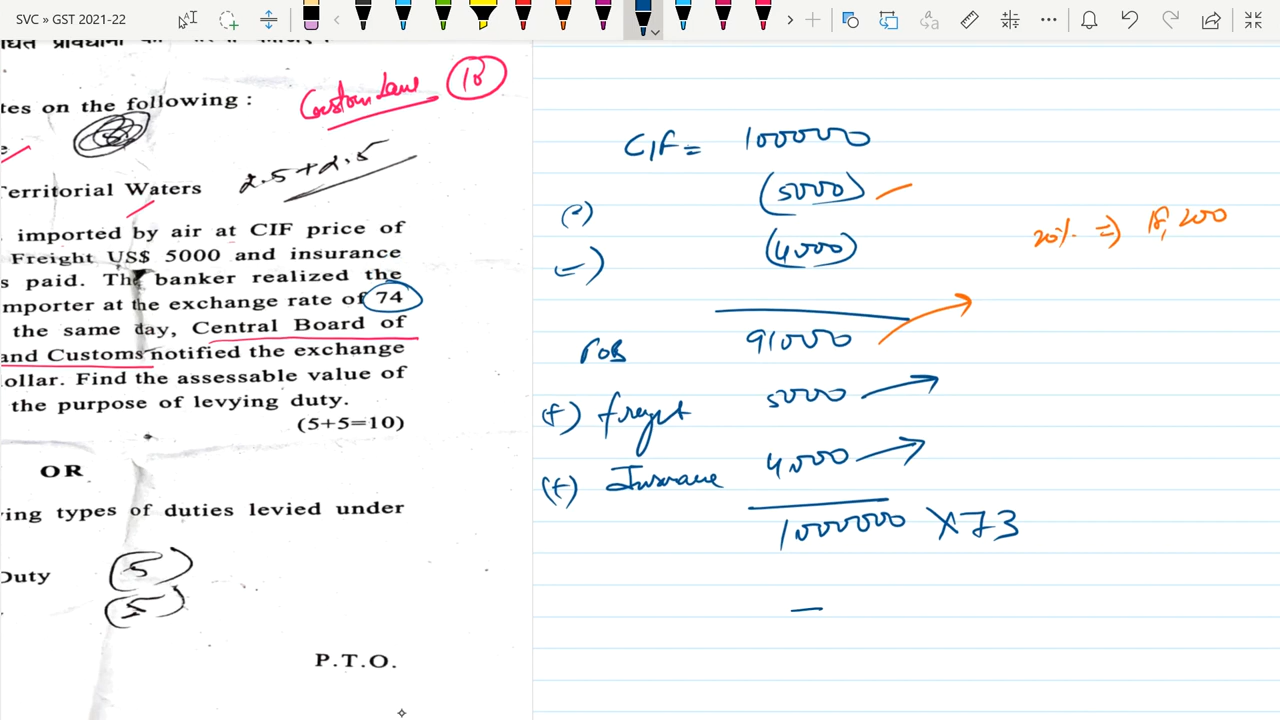 SVC » GST 2021-22
tes on the following :
Custom Law 10
e
Territorial Waters
2.5+2.5
imported by air at CIF price of
Freight US$ 5000 and insurance
s paid. The banker realized the
mporter at the exchange rate of 74
the same day, Central Board of
and Customs notified the exchange
ollar. Find the assessable value of
the purpose of levying duty.
(5+5=10)
OR
ing types of duties levied under
Duty (5)
(5)
P.T.O.
CIF = 100000
(-) (5000)
(-) (4000)
20% ⇒ 18,200
FOB 91000
(+) freight 5000
(+) Insurance 4000
1000000 × 73